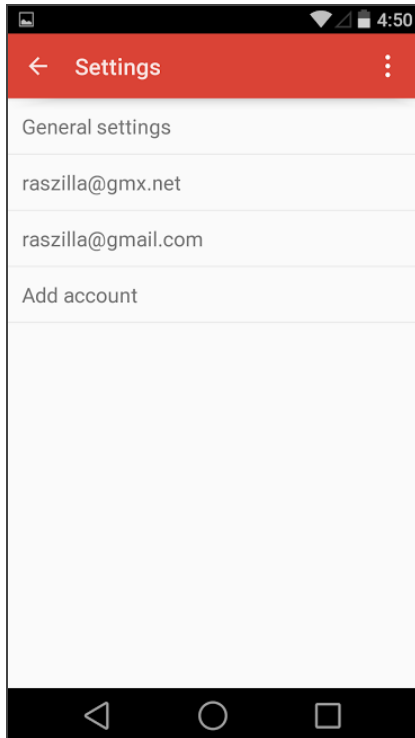 4:50
Settings
General settings
raszilla@gmx.net
raszilla@gmail.com
Add account